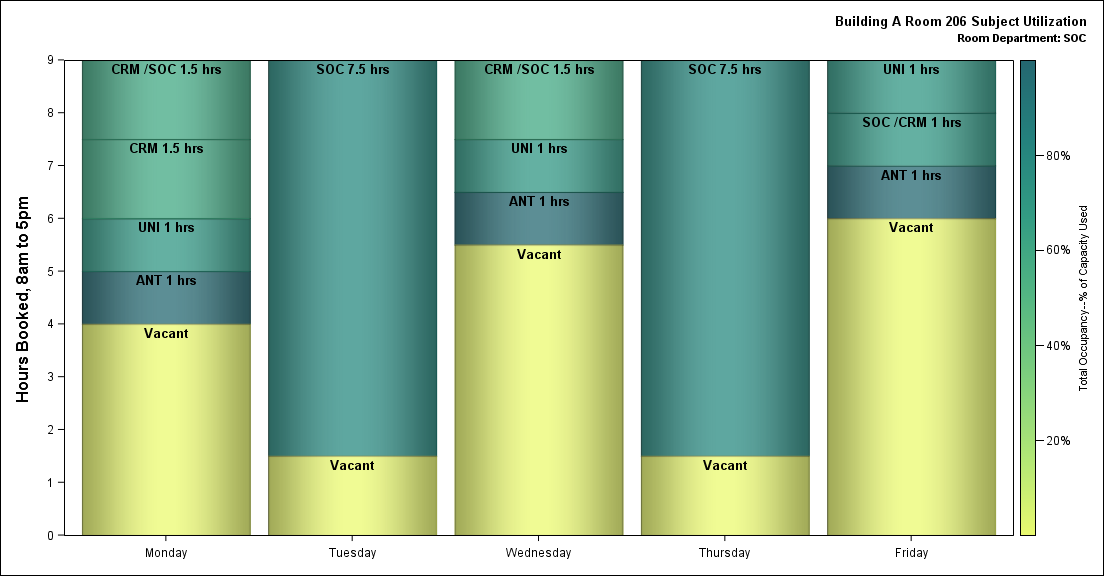 Building A Room 206 Subject Utilization
Room Department: SOC
Hours Booked, 8am to 5pm
9
8
7
6
5
4
3
2
1
0
CRM /SOC 1.5 hrs
CRM 1.5 hrs
UNI 1 hrs
ANT 1 hrs
Vacant
SOC 7.5 hrs
Vacant
CRM /SOC 1.5 hrs
UNI 1 hrs
ANT 1 hrs
Vacant
SOC 7.5 hrs
Vacant
UNI 1 hrs
SOC /CRM 1 hrs
ANT 1 hrs
Vacant
Monday
Tuesday
Wednesday
Thursday
Friday
80%
60%
40%
20%
Total Occupancy--% of Capacity Used